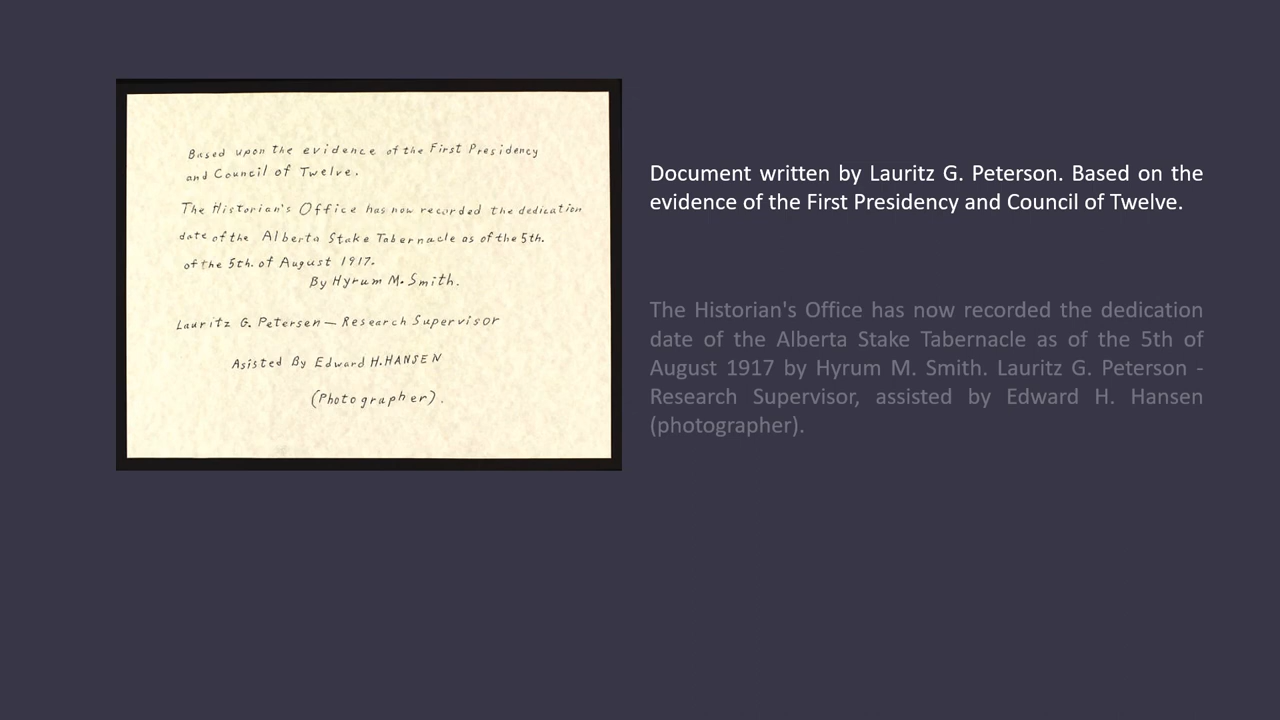 Based upon the evidence of the First Presidency
and Council of Twelve.
The Historian's Office has now recorded the dedication
date of the Alberta Stake Tabernacle as of the 5th.
of the 5th. of August 1917.
By Hyrum M. Smith.
Lauritz G. Petersen — Research Supervisor
Asisted By Edward H. HANSEN
(Photographer).
Document written by Lauritz G. Peterson. Based on the
evidence of the First Presidency and Council of Twelve.
The Historian's Office has now recorded the dedication
date of the Alberta Stake Tabernacle as of the 5th of
August 1917 by Hyrum M. Smith. Lauritz G. Peterson -
Research Supervisor, assisted by Edward H. Hansen
(photographer).